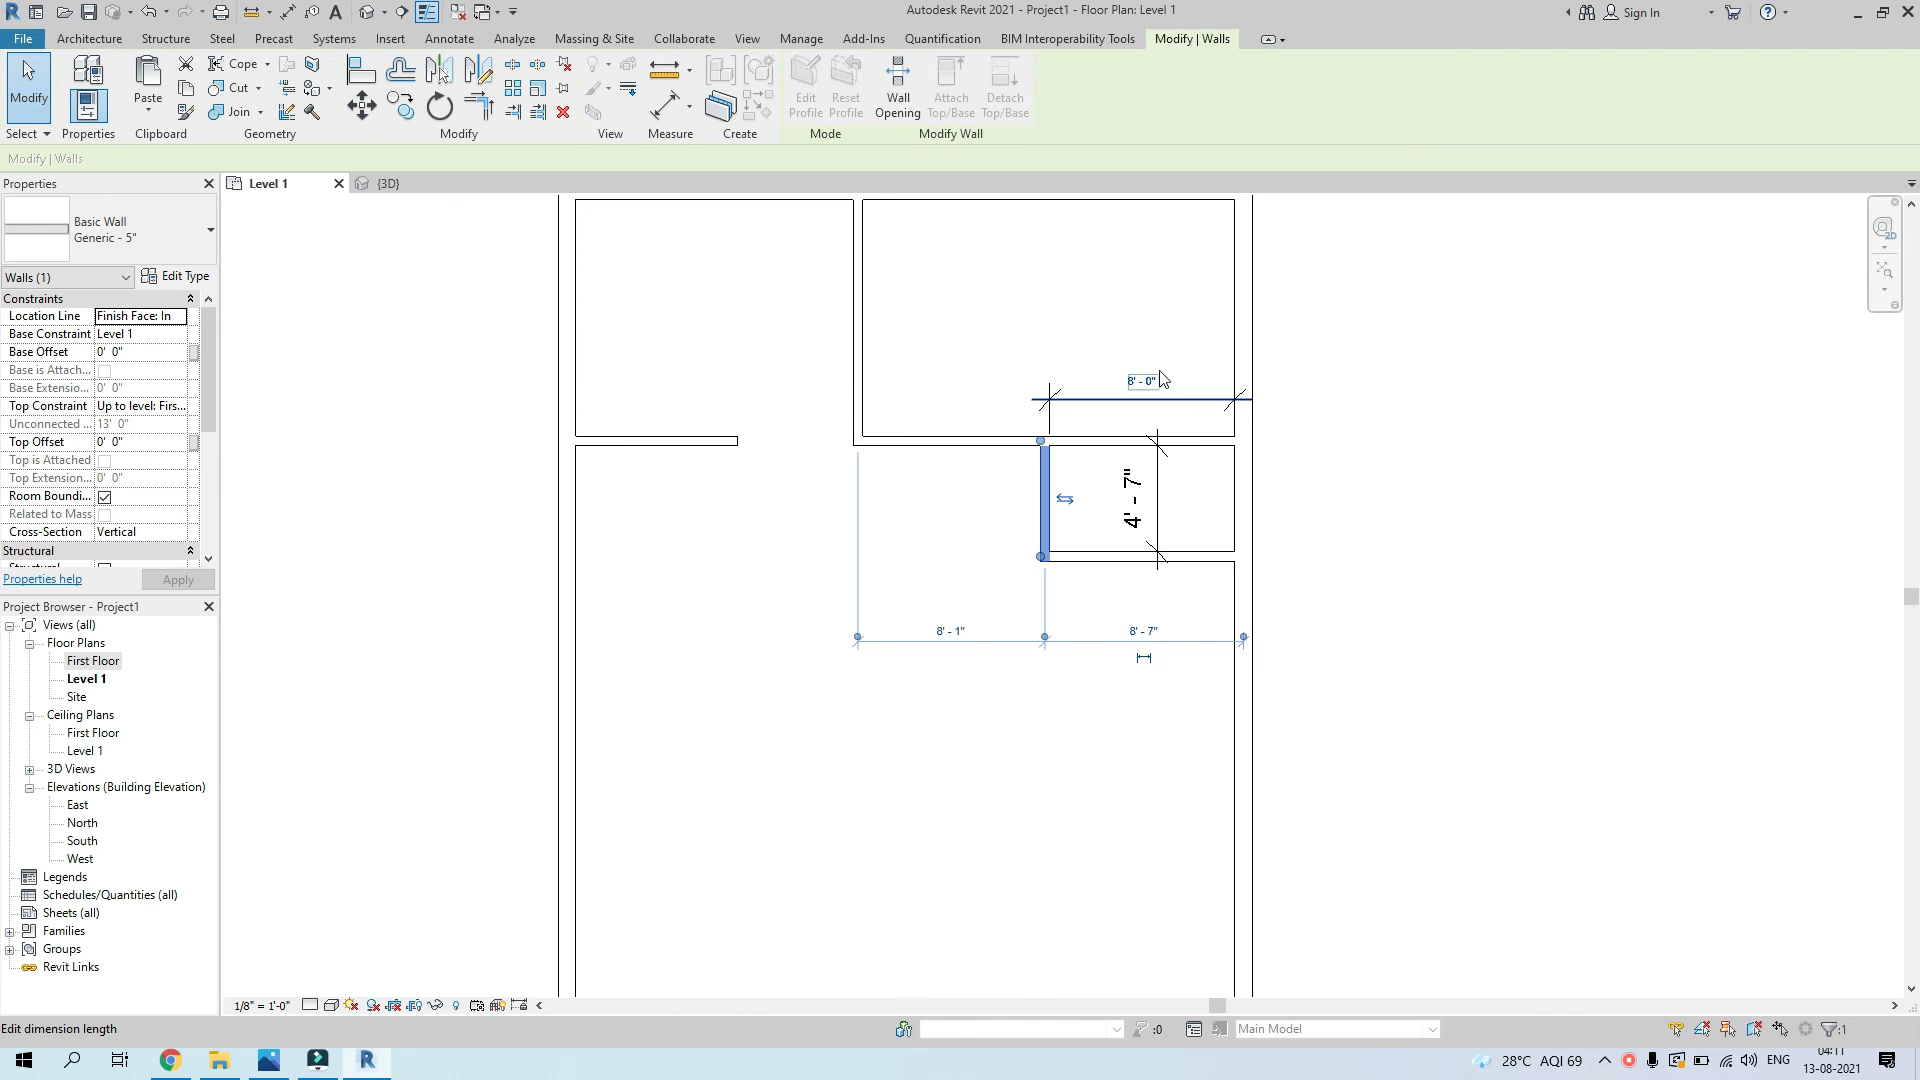 Autodesk Revit 2021 - Project1 - Floor Plan: Level 1
Sign In
File Architecture Structure Steel Precast Systems Insert Annotate Analyze Massing & Site Collaborate View Manage Add-Ins Quantification BIM Interoperability Tools Modify | Walls
Modify
Paste
Cope
Cut
Join
Edit Profile
Reset Profile
Wall Opening
Attach Top/Base
Detach Top/Base
Select Properties Clipboard Geometry Modify View Measure Create Mode Modify Wall
Modify | Walls
Properties
Level 1
{3D}
Basic Wall
Generic - 5"
Walls (1)
Edit Type
Constraints
Location Line Finish Face: In
Base Constraint Level 1
Base Offset 0' 0"
Base is Attach...
Base Extensio... 0' 0"
Top Constraint Up to level: Firs...
Unconnected ... 13' 0"
Top Offset 0' 0"
Top is Attached
Top Extension... 0' 0"
Room Boundi...
Related to Mass
Cross-Section Vertical
Structural
Properties help
Apply
8' - 0"
4' - 7"
8' - 1"
8' - 7"
Project Browser - Project1
Views (all)
Floor Plans
First Floor
Level 1
Site
Ceiling Plans
First Floor
Level 1
3D Views
Elevations (Building Elevation)
East
North
South
West
Legends
Schedules/Quantities (all)
Sheets (all)
Families
Groups
Revit Links
1/8" = 1'-0"
Edit dimension length
:0
Main Model
:1
28°C AQI 69
ENG
04:11
13-08-2021